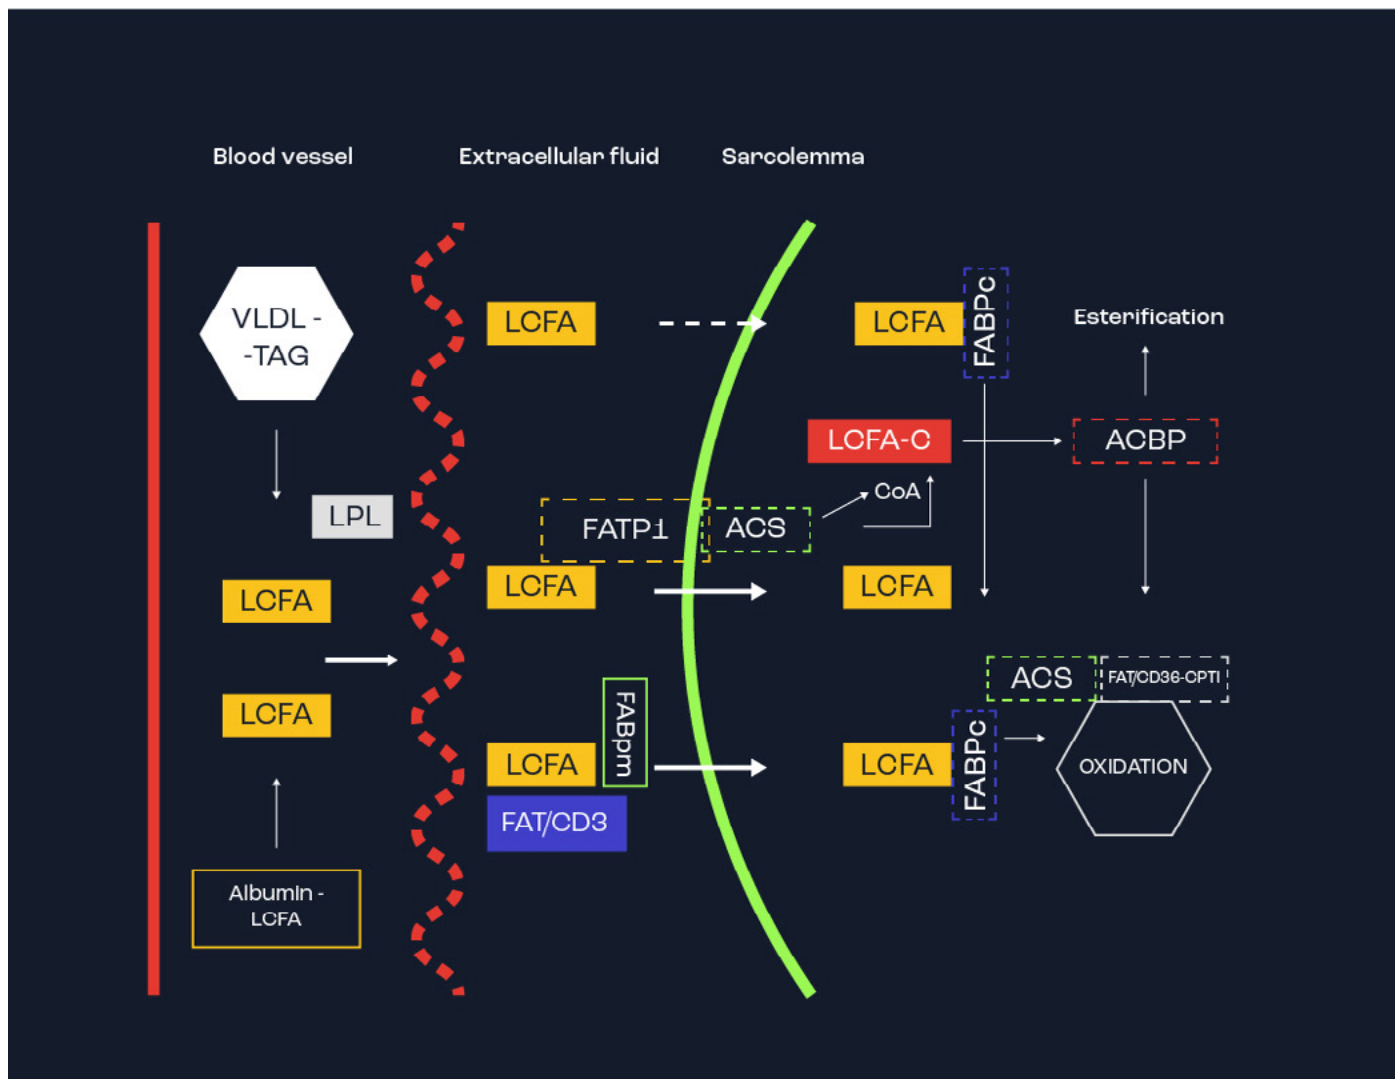 Blood vessel
Extracellular fluid
Sarcolemma
VLDL -
-TAG
LCFA
LCFA
FABPc
Esterification
LCFA-C
ACBP
LPL
FATP1
ACS
CoA
LCFA
LCFA
LCFA
LCFA
ACS
FAT/CD36-CPTI
LCFA
FABpm
LCFA
FABPc
OXIDATION
FAT/CD3
Albumin -
LCFA